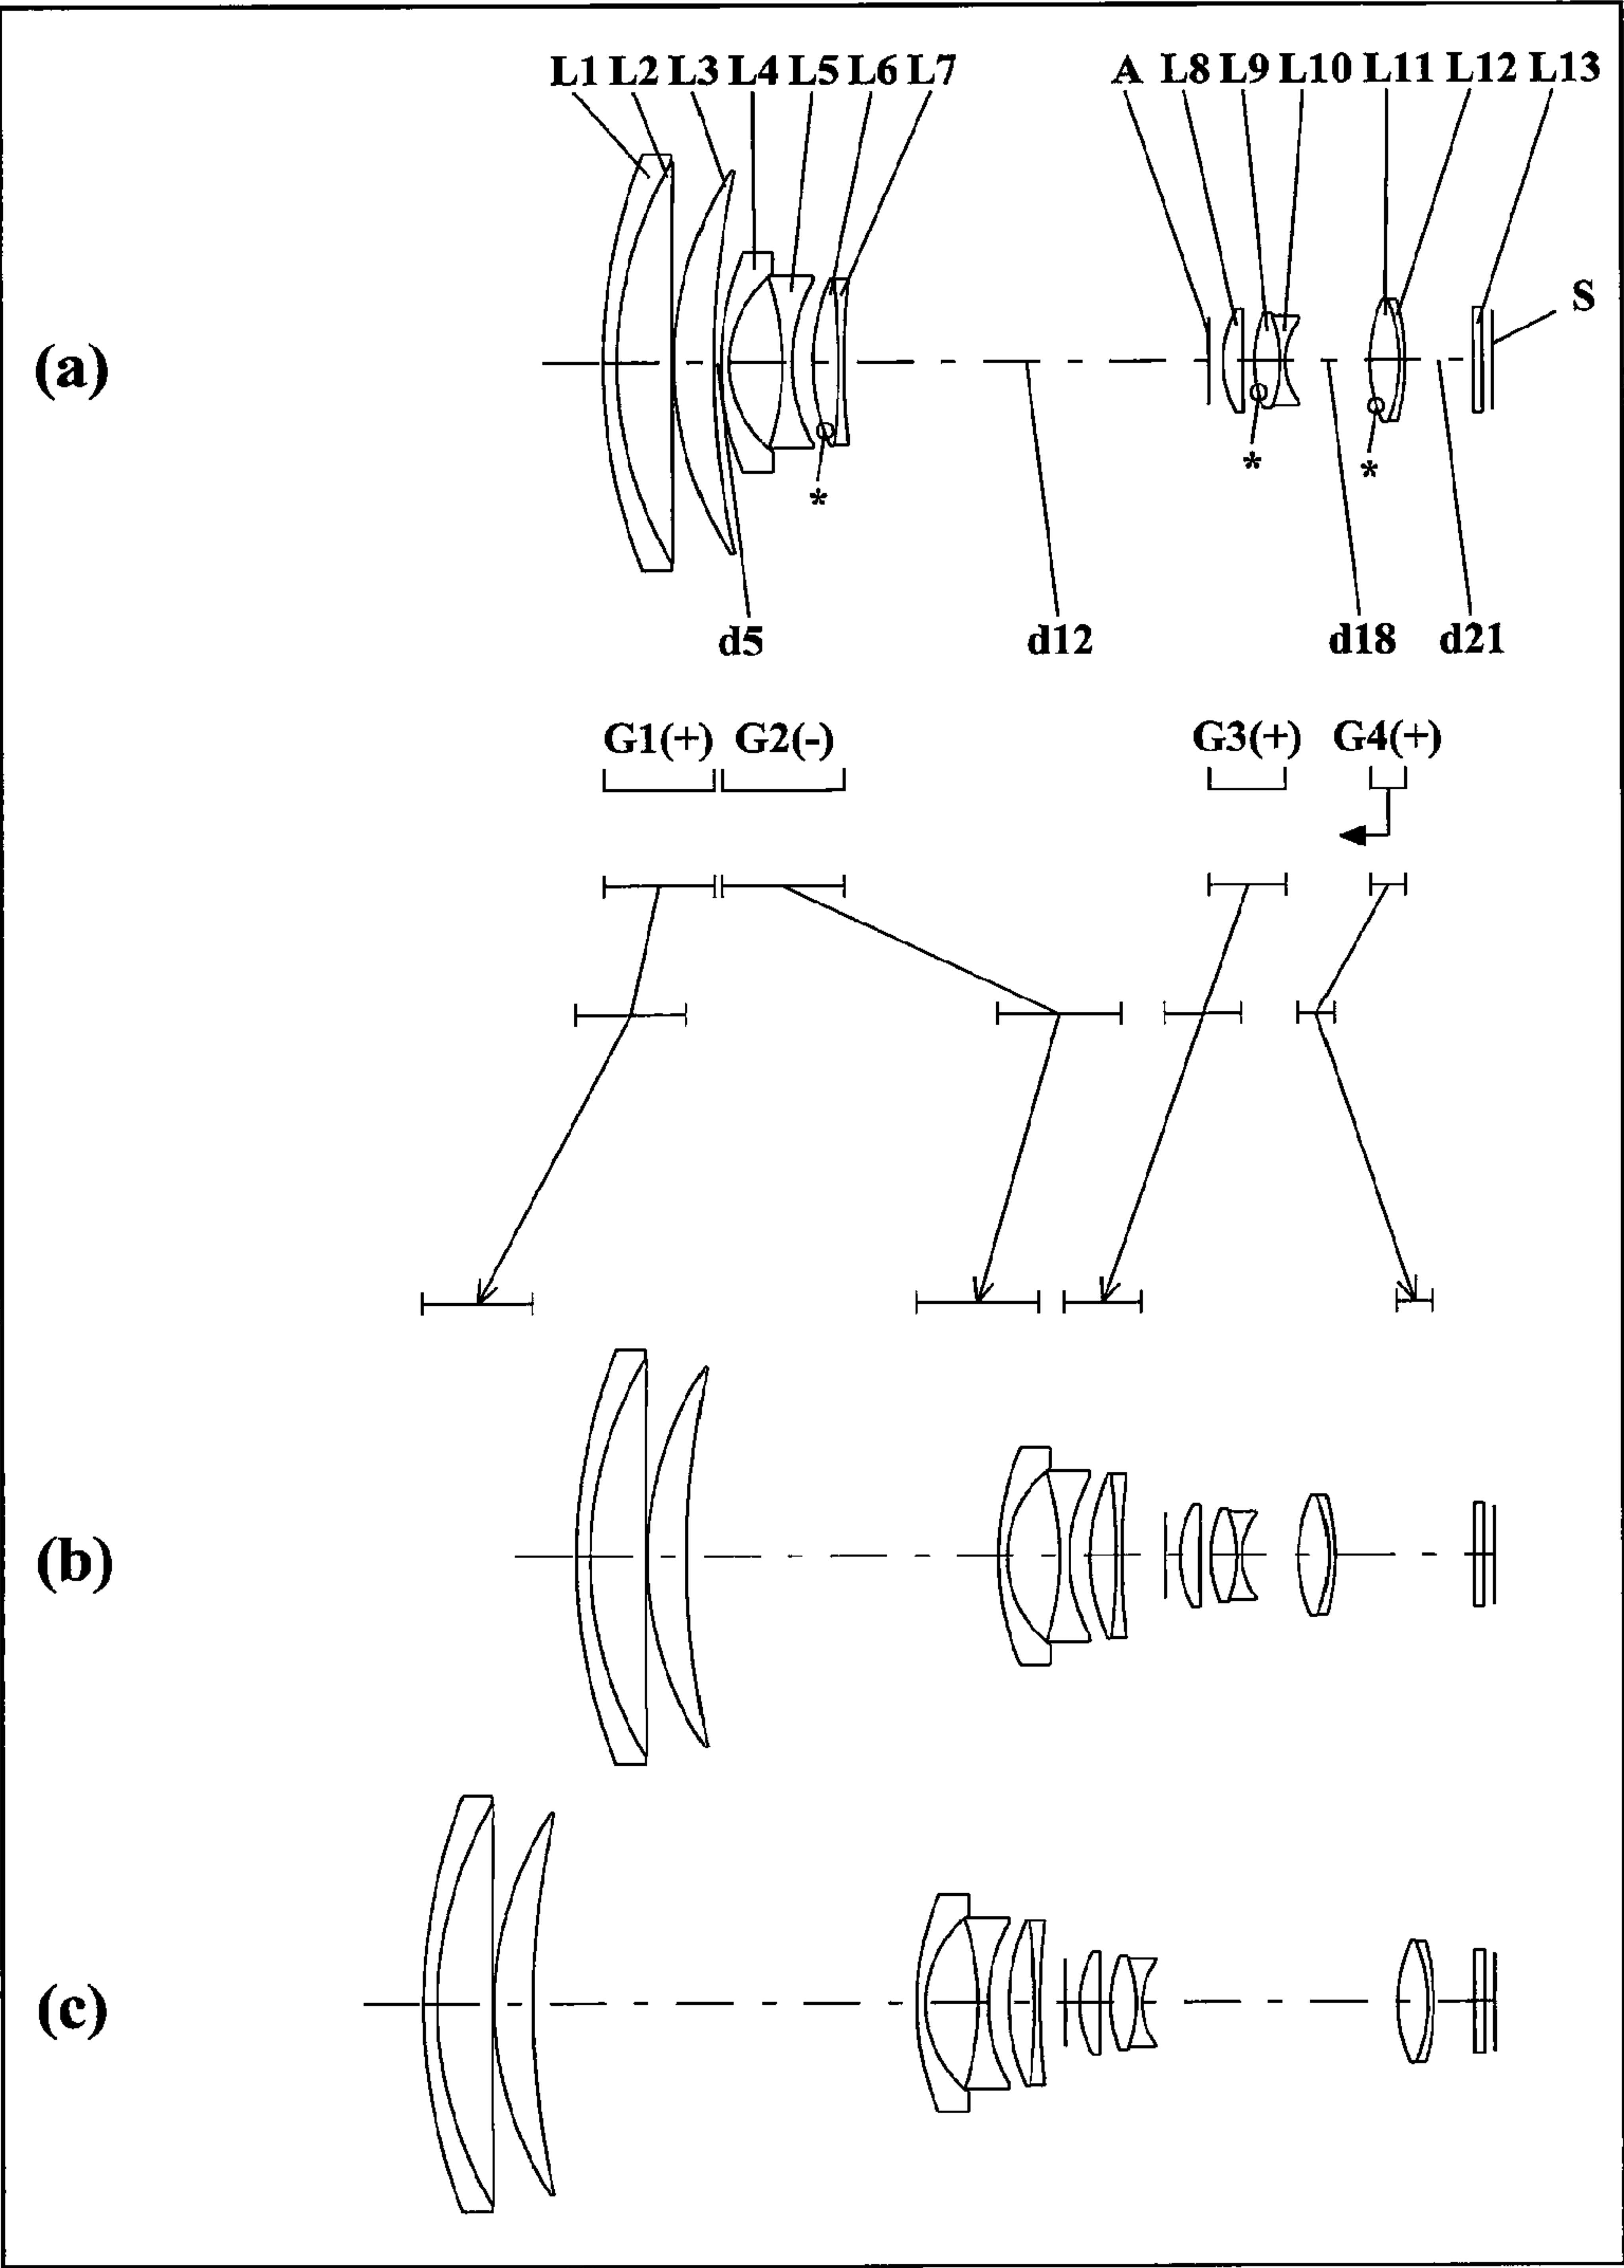 L1 L2 L3 L4 L5 L6 L7 A L8 L9 L10 L11 L12 L13
S
(a)
* * *
d5 d12 d18 d21
G1(+) G2(-) G3(+) G4(+)
(b)
(c)